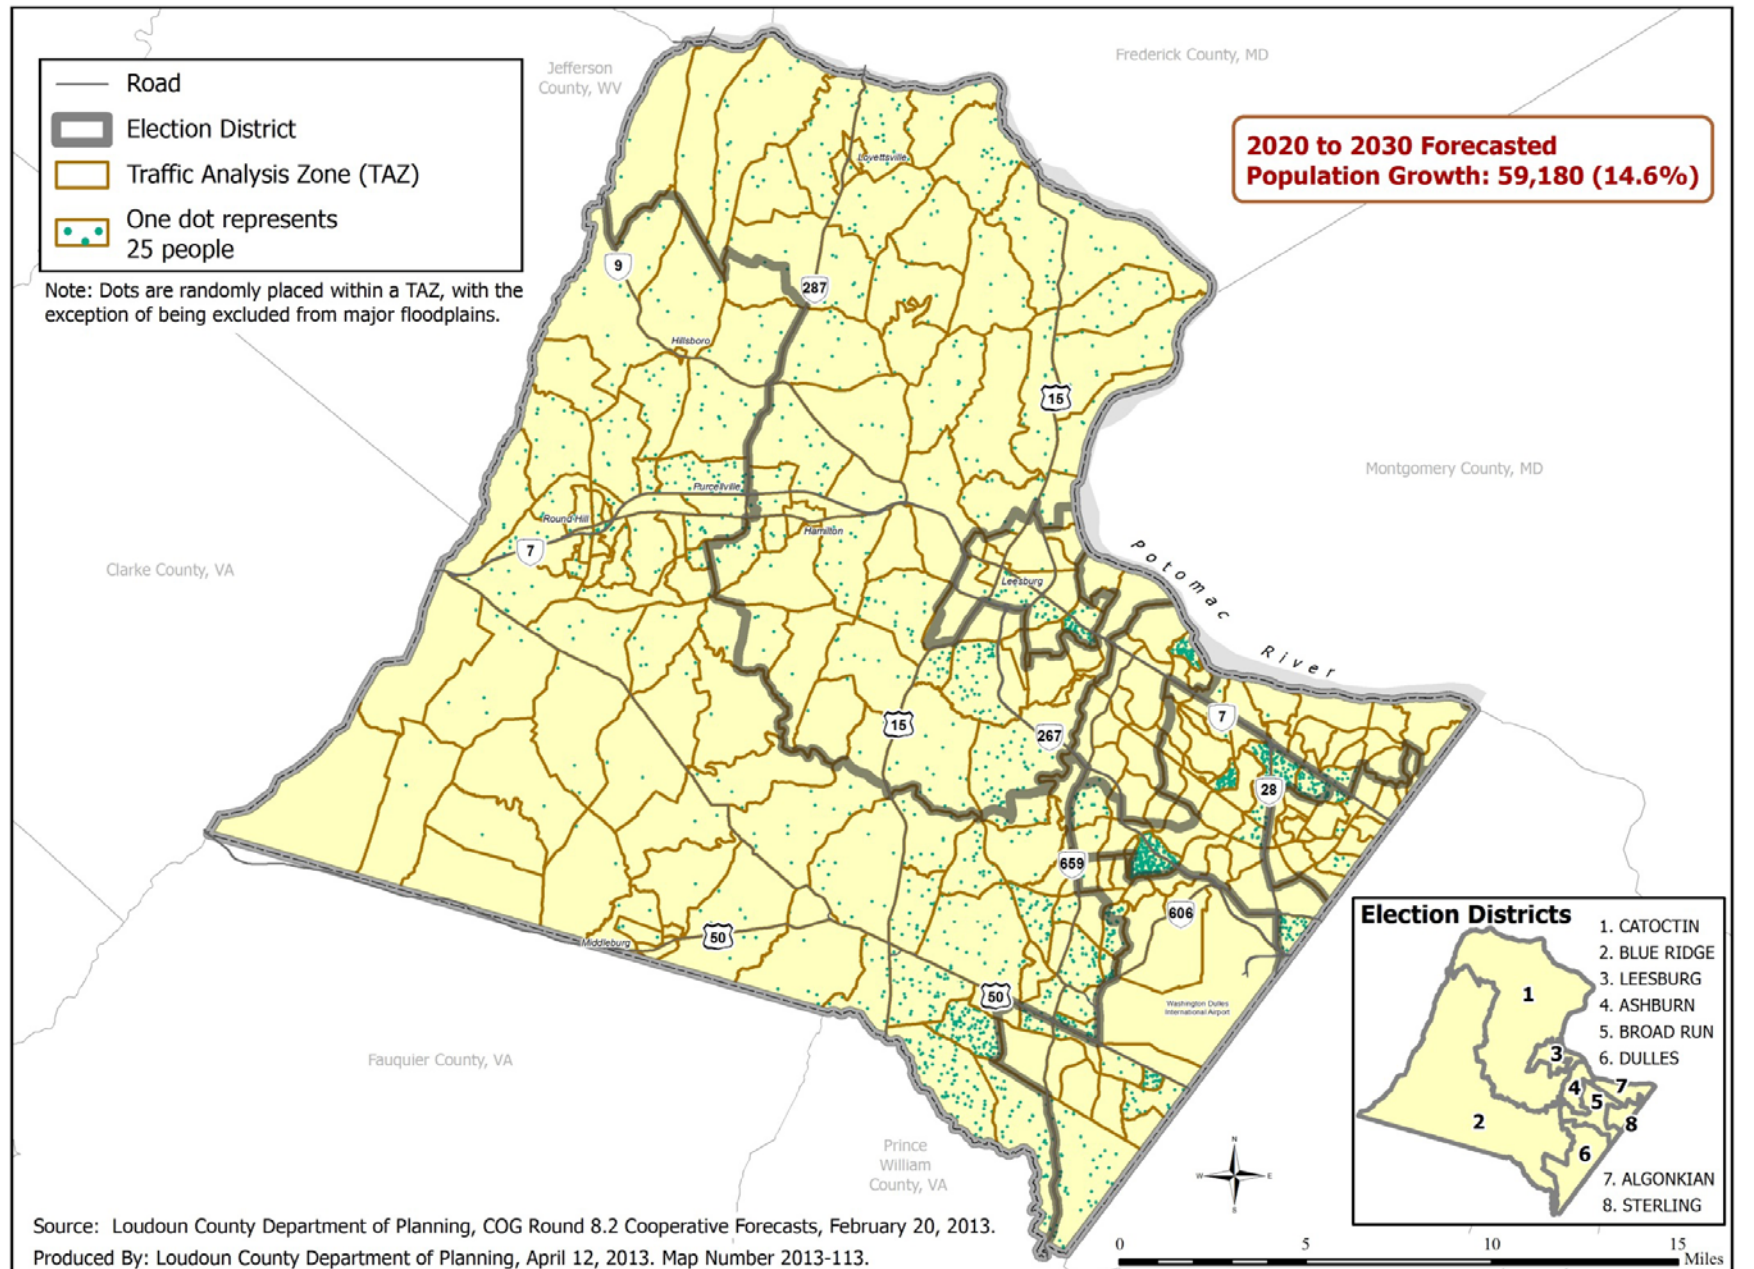 Road
Election District
Traffic Analysis Zone (TAZ)
One dot represents
25 people
Note: Dots are randomly placed within a TAZ, with the
exception of being excluded from major floodplains.
Jefferson
County, WV
Frederick County, MD
2020 to 2030 Forecasted
Population Growth: 59,180 (14.6%)
Lovettsville
9
287
Hillsboro
15
Montgomery County, MD
Purcellville
Round Hill
Hamilton
7
Clarke County, VA
Leesburg
Potomac
River
15
267
7
28
659
606
50
Middleburg
50
Washington Dulles
International Airport
Fauquier County, VA
Prince
William
County, VA
N
W
E
S
Election Districts
1. CATOCTIN
2. BLUE RIDGE
3. LEESBURG
4. ASHBURN
5. BROAD RUN
6. DULLES
7. ALGONKIAN
8. STERLING
1
2
3
4
5
6
7
8
Source: Loudoun County Department of Planning, COG Round 8.2 Cooperative Forecasts, February 20, 2013.
Produced By: Loudoun County Department of Planning, April 12, 2013. Map Number 2013-113.
0 5 10 15
Miles